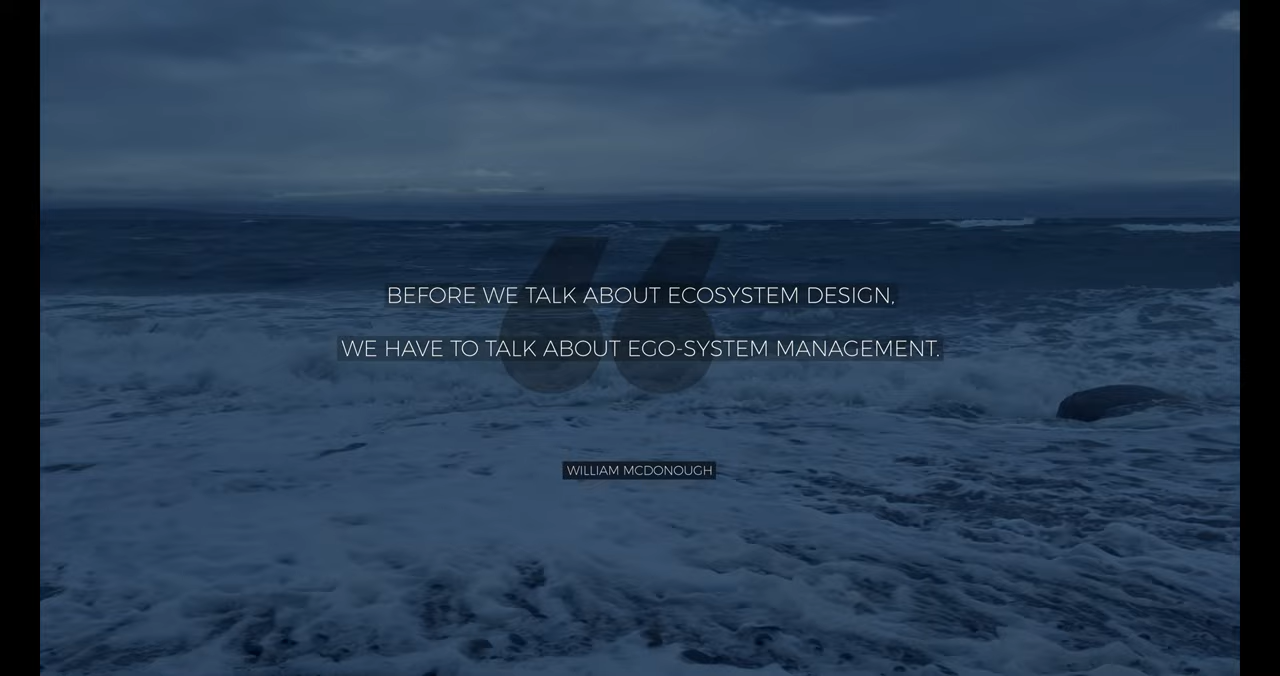 BEFORE WE TALK ABOUT ECOSYSTEM DESIGN,
WE HAVE TO TALK ABOUT EGO-SYSTEM MANAGEMENT.
WILLIAM MCDONOUGH